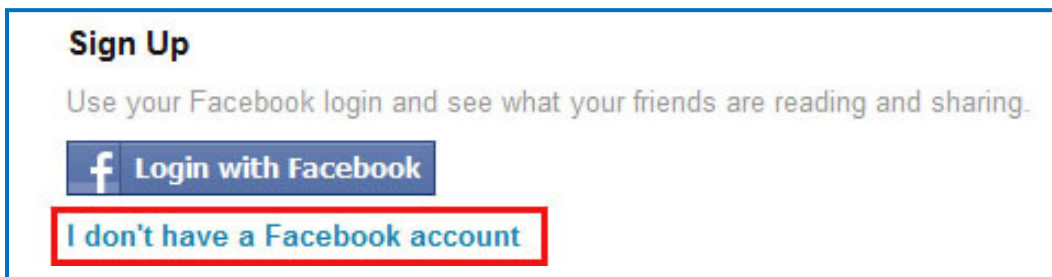 Sign Up
Use your Facebook login and see what your friends are reading and sharing.
f Login with Facebook
I don't have a Facebook account